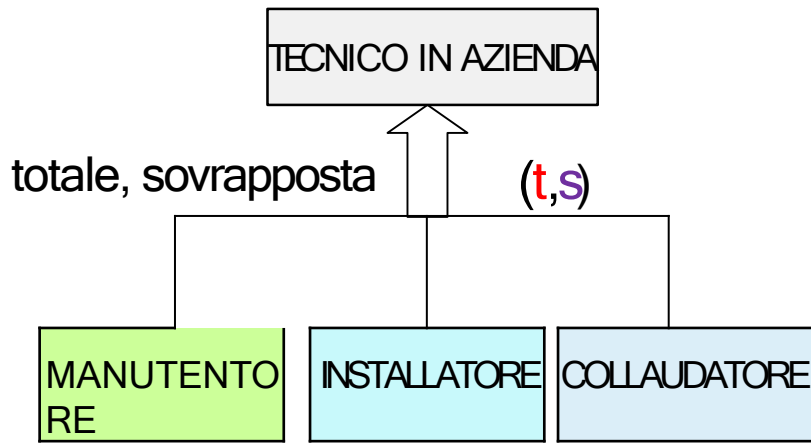 TECNICO IN AZIENDA
totale, sovrapposta
(t,s)
MANUTENTO
RE
INSTALLATORE
COLLAUDATORE